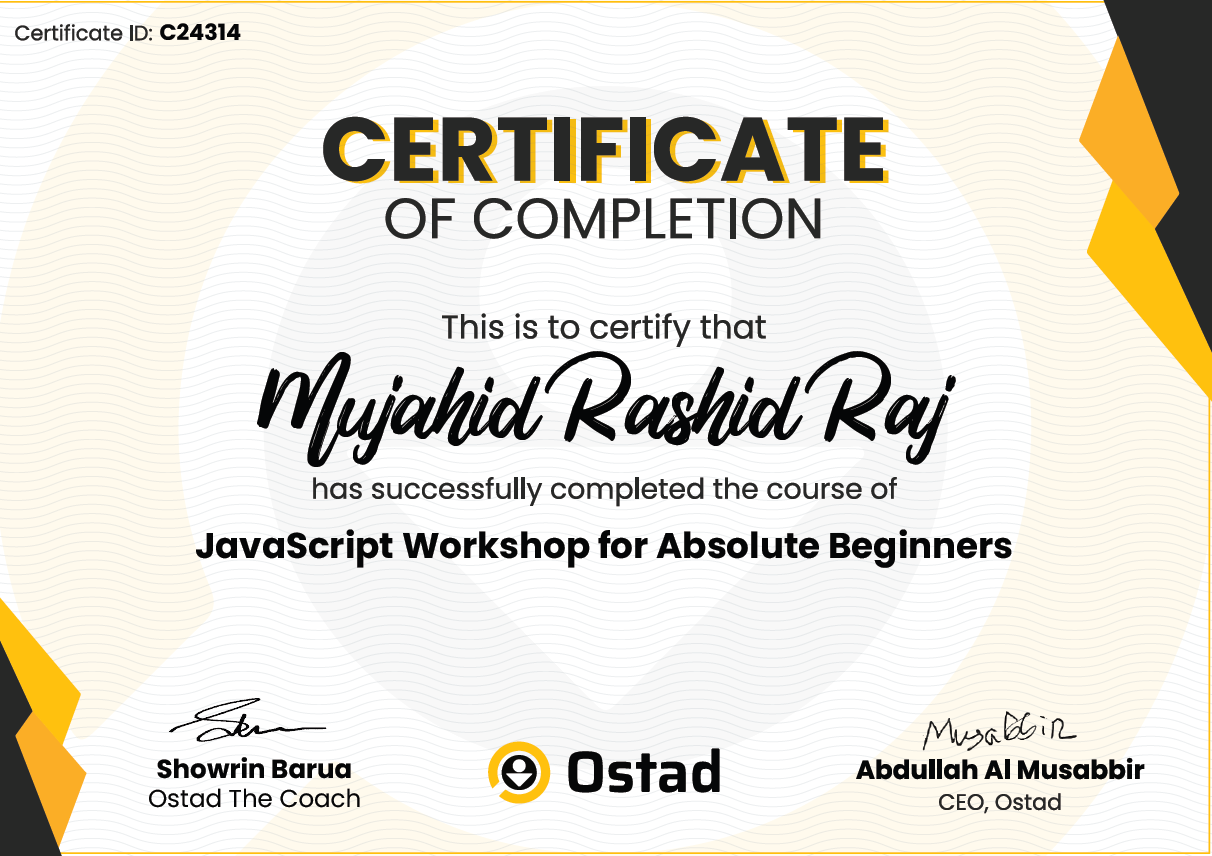 Certificate ID: C24314
CERTIFICATE
OF COMPLETION
This is to certify that
Mujahid Rashid Raj
has successfully completed the course of
JavaScript Workshop for Absolute Beginners
Musabbir
Showrin Barua
Ostad The Coach
Ostad
Abdullah Al Musabbir
CEO, Ostad